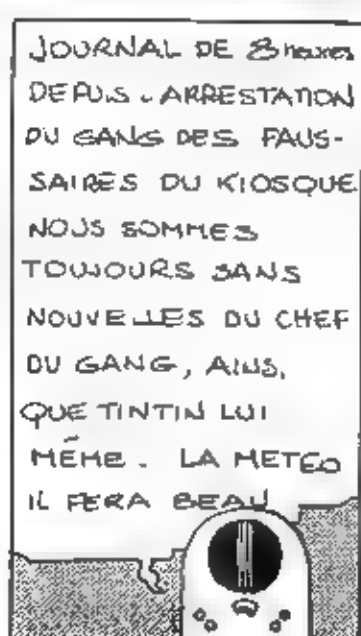 JOURNAL DE 8 heures
DEPUIS L ARRESTATION
DU GANG DES FAUS-
SAIRES DU KIOSQUE
NOUS SOMMES
TOUJOURS SANS
NOUVELLES DU CHEF
DU GANG, AINSI,
QUE TINTIN LUI
MÊME. LA METEO
IL FERA BEAU